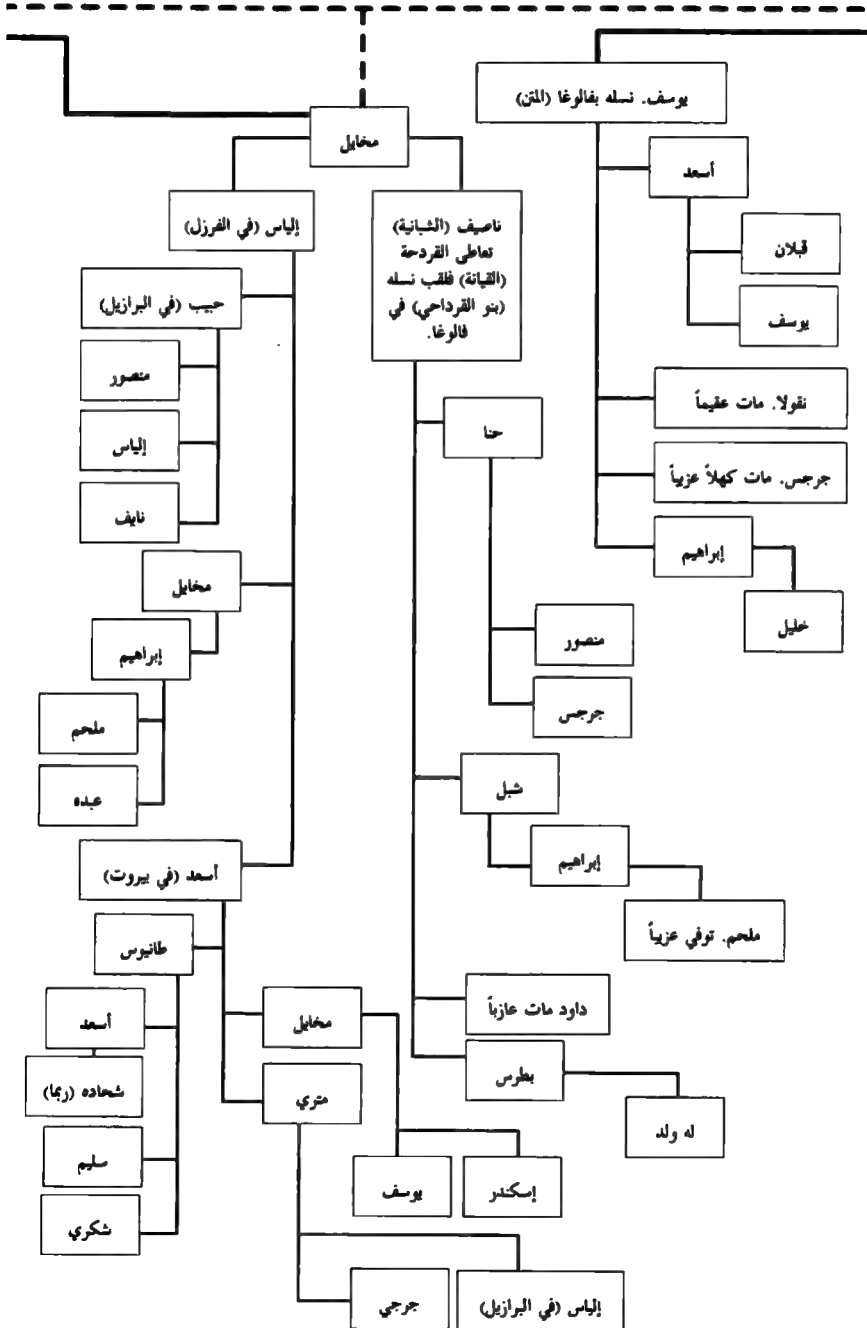 يوسف. نسله بفالوغا (المتن)
أسعد
قبلان
يوسف
نقولا. مات عقيماً
جرجس. مات كهلاً عزيباً
إبراهيم
خليل
مخايل
ناصيف (الشبانية)
تعاطى القردحة
(القيانة) فلقب نسله
(بنو القرداحي) في
فالوغا.
حنا
منصور
جرجس
شبل
إبراهيم
ملحم. توفي عزيباً
داود مات عازباً
بطرس
له ولد
إلياس (في الفرزل)
حبيب (في البرازيل)
منصور
إلياس
نايف
مخايل
إبراهيم
ملحم
عبده
أسعد (في بيروت)
طانيوس
أسعد
شحاده (ربما)
سليم
شكري
مخايل
إسكندر
يوسف
متري
إلياس (في البرازيل)
جرجي